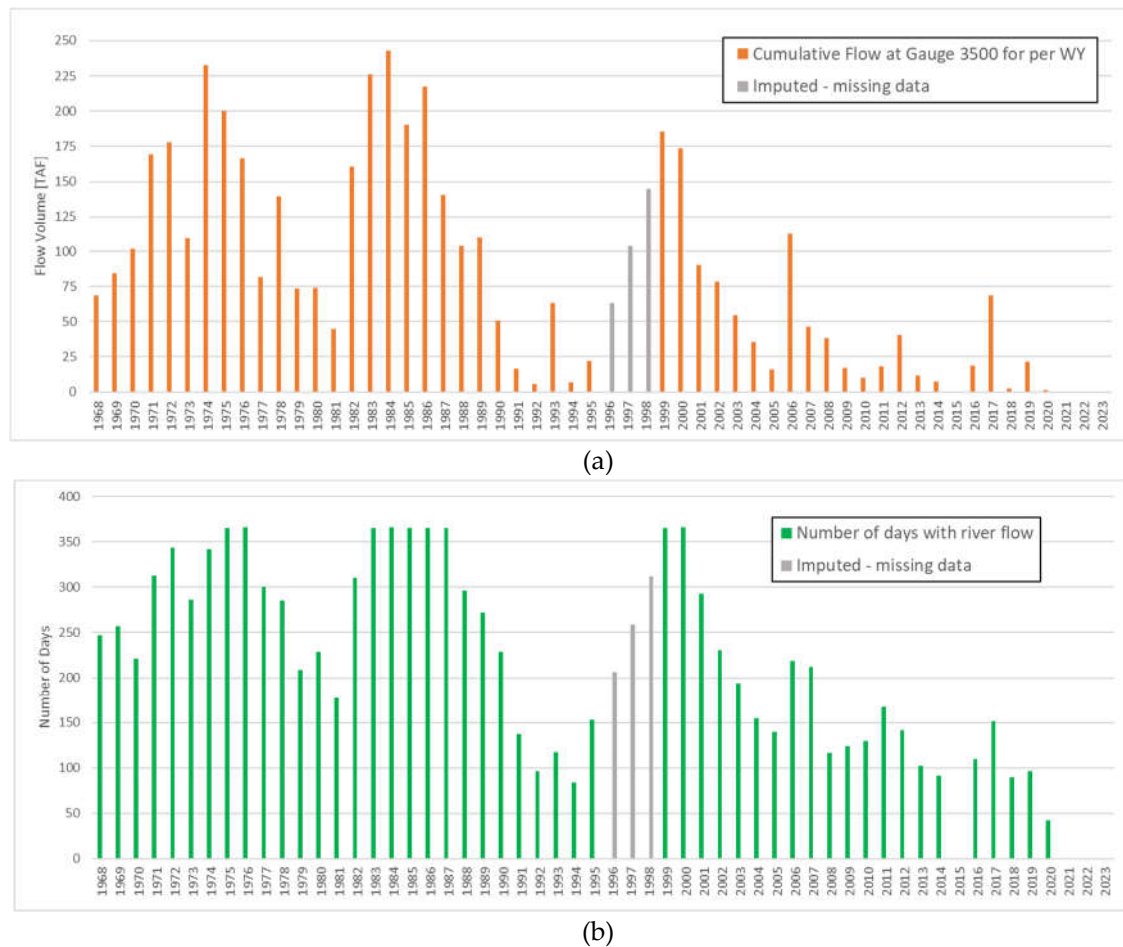 250
225
200
175
150
125
100
75
50
25
0
Flow Volume [TAF]
Cumulative Flow at Gauge 3500 for per WY
Imputed - missing data
1968 1969 1970 1971 1972 1973 1974 1975 1976 1977 1978 1979 1980 1981 1982 1983 1984 1985 1986 1987 1988 1989 1990 1991 1992 1993 1994 1995 1996 1997 1998 1999 2000 2001 2002 2003 2004 2005 2006 2007 2008 2009 2010 2011 2012 2013 2014 2015 2016 2017 2018 2019 2020 2021 2022 2023
(a)
400
350
300
250
200
150
100
50
0
Number of Days
Number of days with river flow
Imputed - missing data
1968 1969 1970 1971 1972 1973 1974 1975 1976 1977 1978 1979 1980 1981 1982 1983 1984 1985 1986 1987 1988 1989 1990 1991 1992 1993 1994 1995 1996 1997 1998 1999 2000 2001 2002 2003 2004 2005 2006 2007 2008 2009 2010 2011 2012 2013 2014 2015 2016 2017 2018 2019 2020 2021 2022 2023
(b)